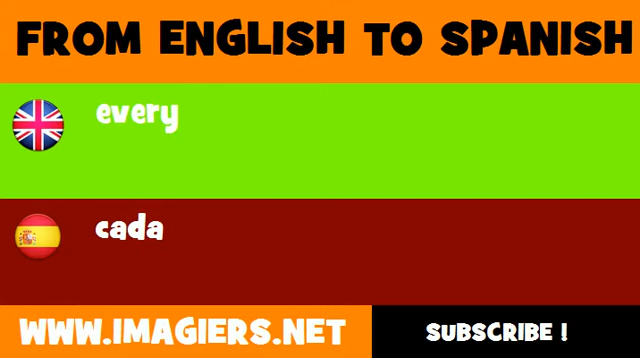 FROM ENGLISH TO SPANISH
every
cada
WWW.IMAGIERS.NET
SUBSCRIBE !